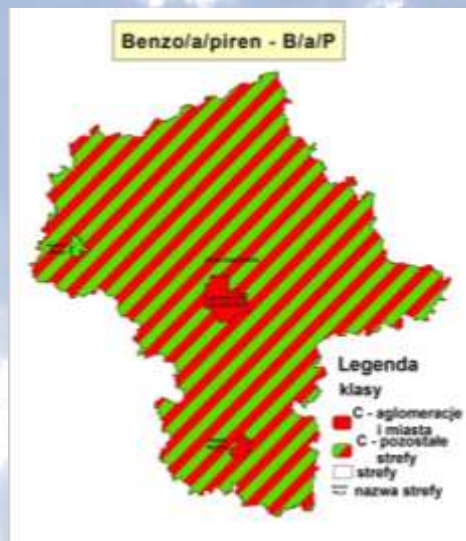 Benzo/a/piren - B/a/P
Legenda
klasy
C - aglomeracje
i miasta
C - pozostałe
strefy
strefy
nazwa strefy